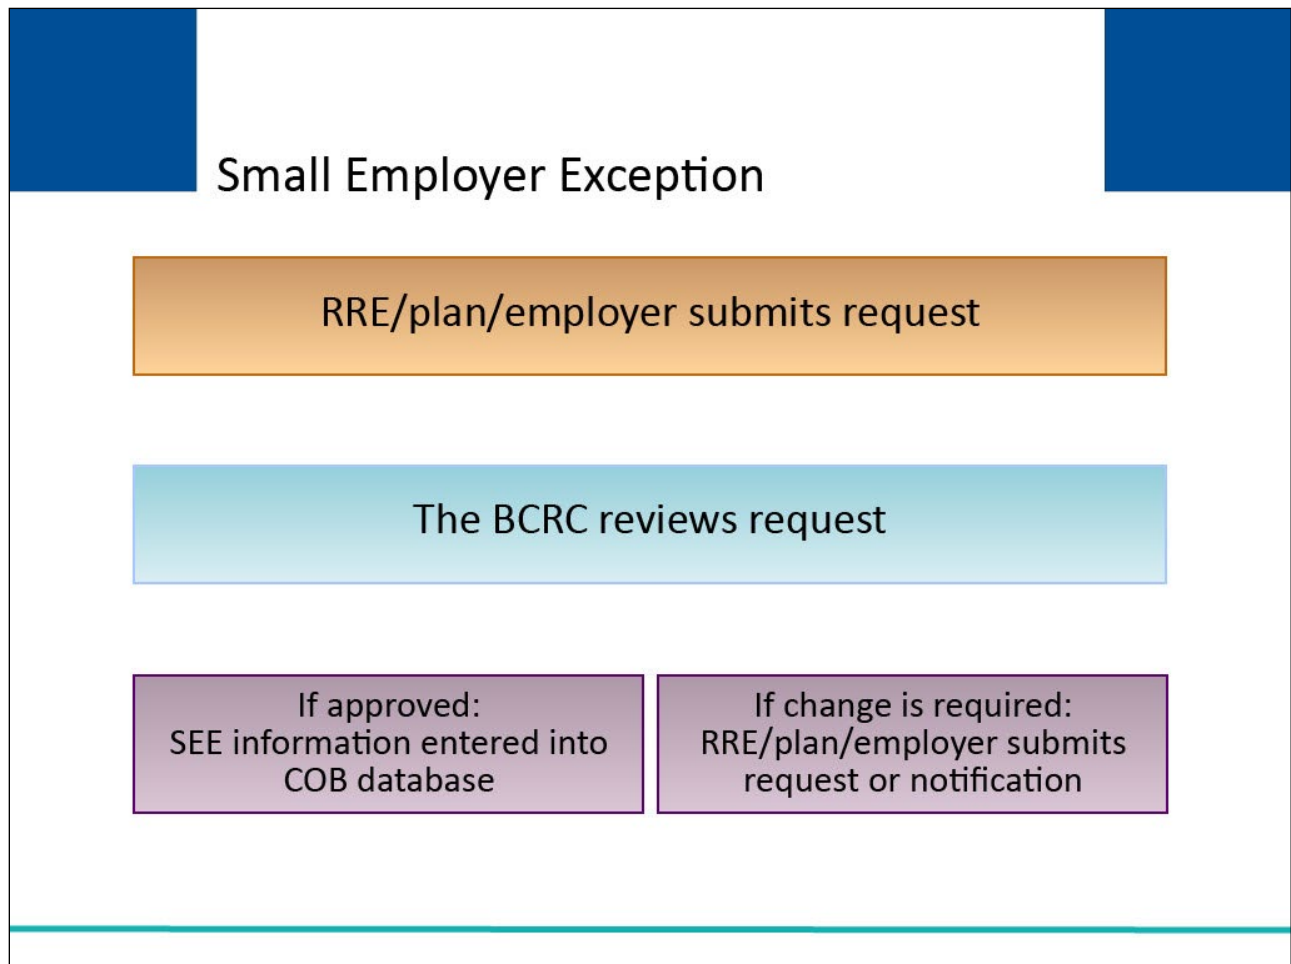 Small Employer Exception
RRE/plan/employer submits request
The BCRC reviews request
If approved:
SEE information entered into
COB database
If change is required:
RRE/plan/employer submits
request or notification